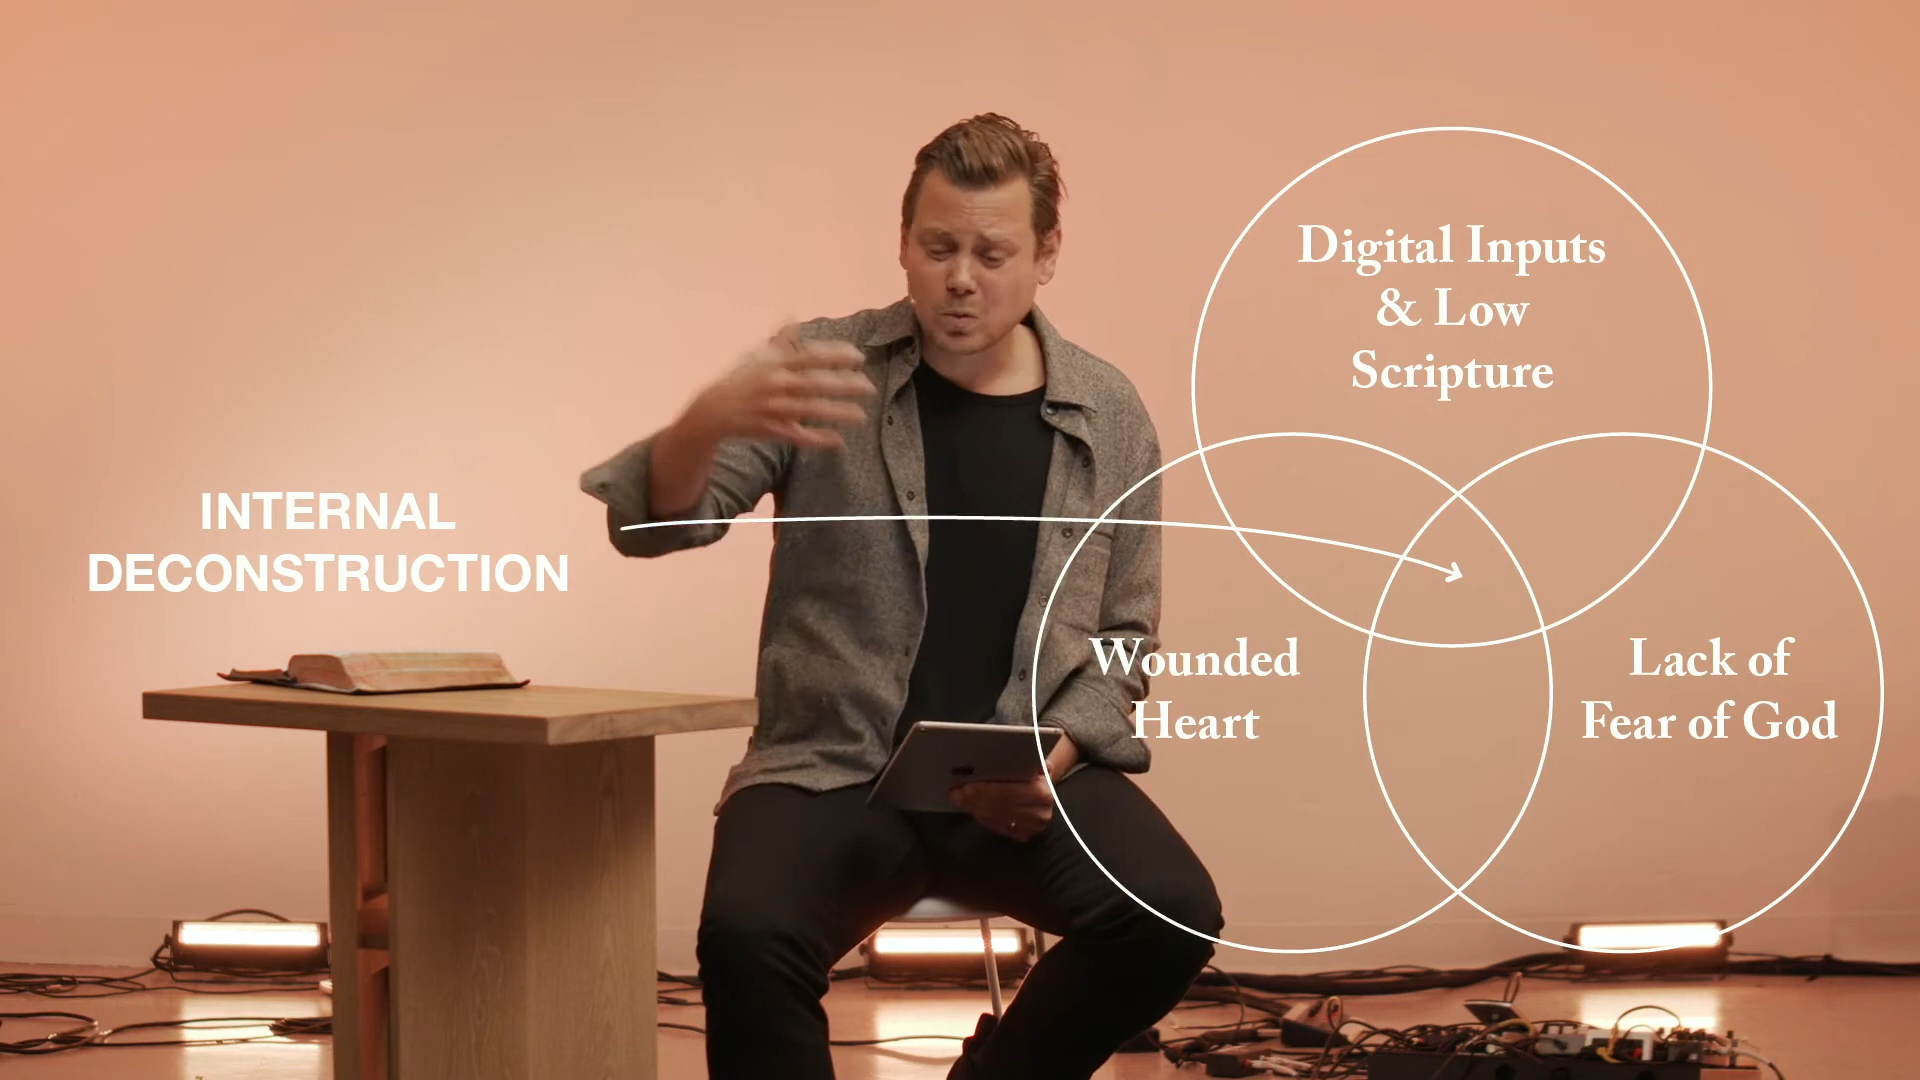 INTERNAL
DECONSTRUCTION
Digital Inputs
& Low
Scripture
Wounded
Heart
Lack of
Fear of God